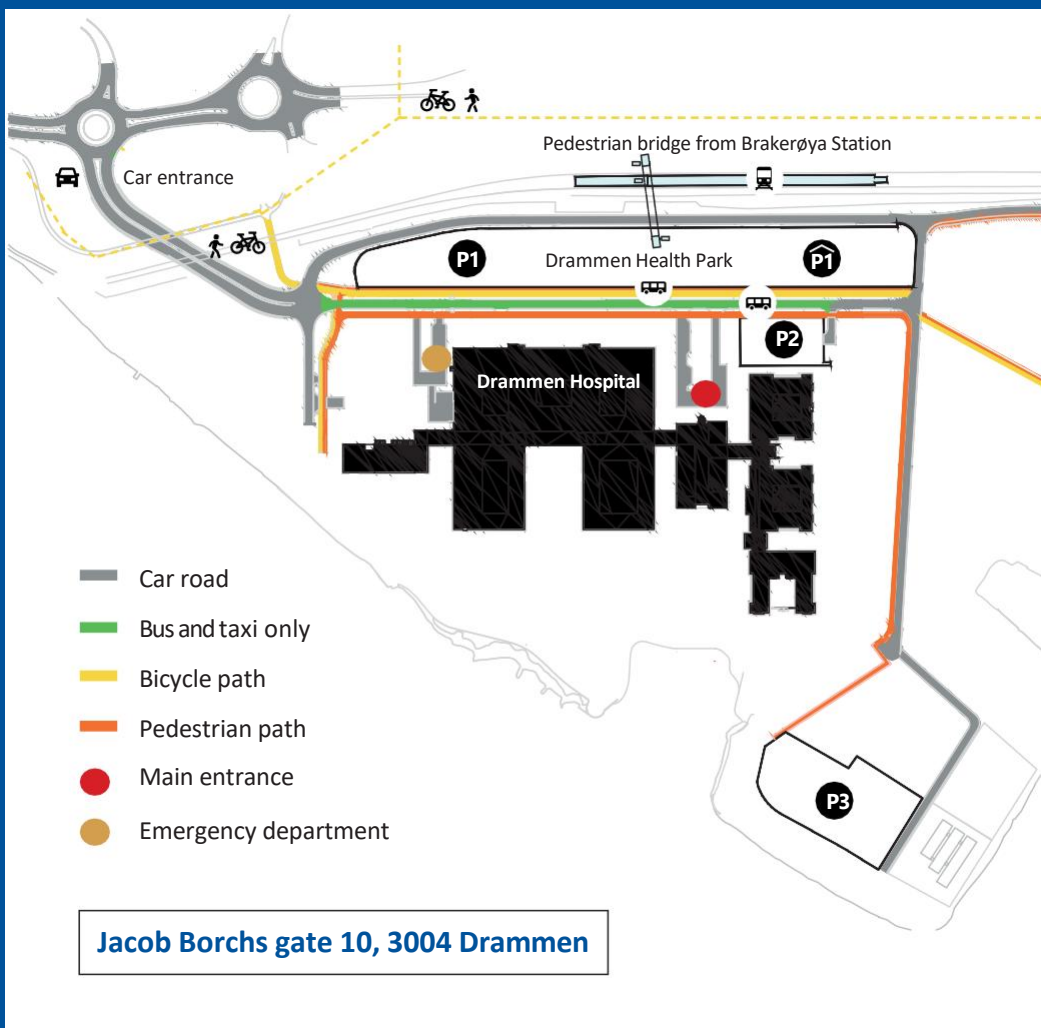 Pedestrian bridge from Brakerøya Station
Car entrance
P1
Drammen Health Park
P1
P2
Drammen Hospital
Car road
Bus and taxi only
Bicycle path
Pedestrian path
Main entrance
P3
Emergency department
Jacob Borchs gate 10, 3004 Drammen